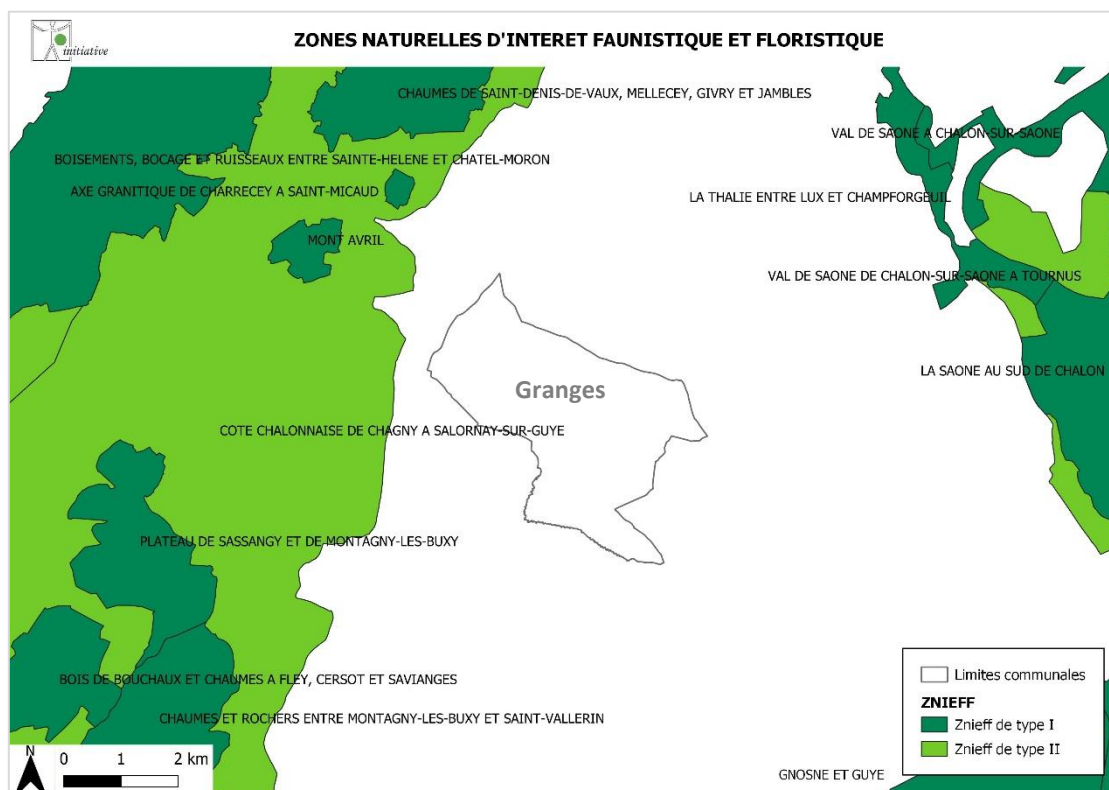 initiative
ZONES NATURELLES D'INTERET FAUNISTIQUE ET FLORISTIQUE
CHAUMES DE SAINT-DENIS-DE-VAUX, MELLECEY, GIVRY ET JAMBLES
VAL DE SAONE A CHALON-SUR-SAONE
BOISEMENTS, BOCAGE ET RUISSEAUX ENTRE SAINTE-HELENE ET CHATEL-MORON
AXE GRANITIQUE DE CHARRECEY A SAINT-MICAUD
LA THALIE ENTRE LUX ET CHAMPFORGEUIL
MONT AVRIL
VAL DE SAONE DE CHALON-SUR-SAONE A TOURNUS
LA SAONE AU SUD DE CHALON
Granges
COTE CHALONNAISE DE CHAGNY A SALORNAY-SUR-GUYE
PLATEAU DE SASSANGY ET DE MONTAGNY-LES-BUXY
BOIS DE BOUCHAUX ET CHAUMES A FLEY, CERSOT ET SAVIANGES
CHAUMES ET ROCHERS ENTRE MONTAGNY-LES-BUXY ET SAINT-VALLERIN
Limites communales
ZNIEFF
Znieff de type I
Znieff de type II
N
0 1 2 km
GNOSNE ET GUYE